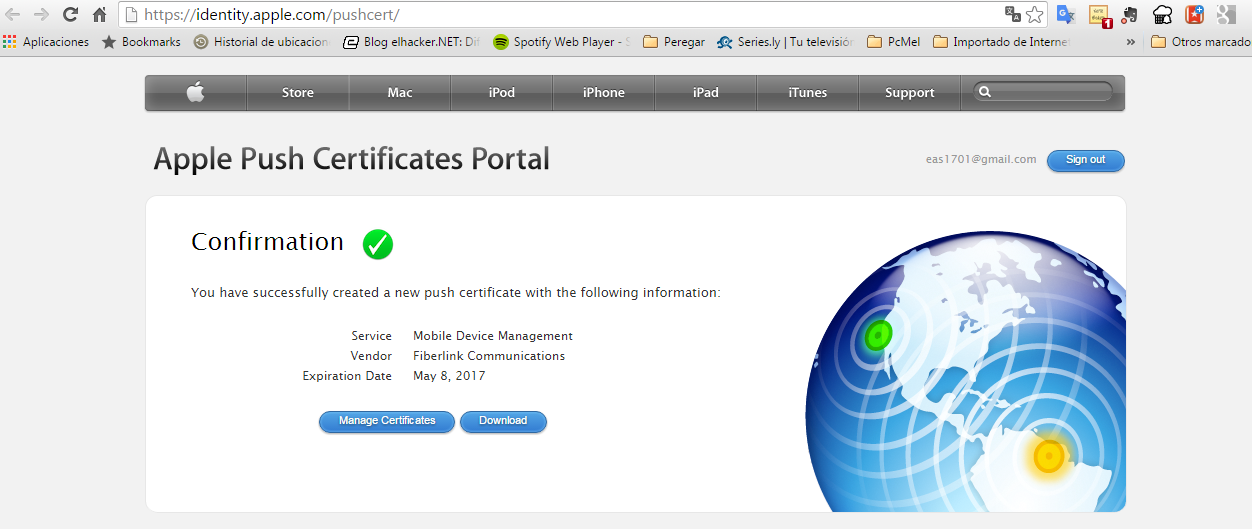 https://identity.apple.com/pushcert/
1
Aplicaciones Bookmarks Historial de ubicacion Blog elhacker.NET: Dif Spotify Web Player - S Peregar Series.ly | Tu televisión PcMel Importado de Internet » Otros marcado
Store Mac iPod iPhone iPad iTunes Support
Apple Push Certificates Portal
eas1701@gmail.com Sign out
Confirmation
You have successfully created a new push certificate with the following information:
Service Mobile Device Management
Vendor Fiberlink Communications
Expiration Date May 8, 2017
Manage Certificates Download